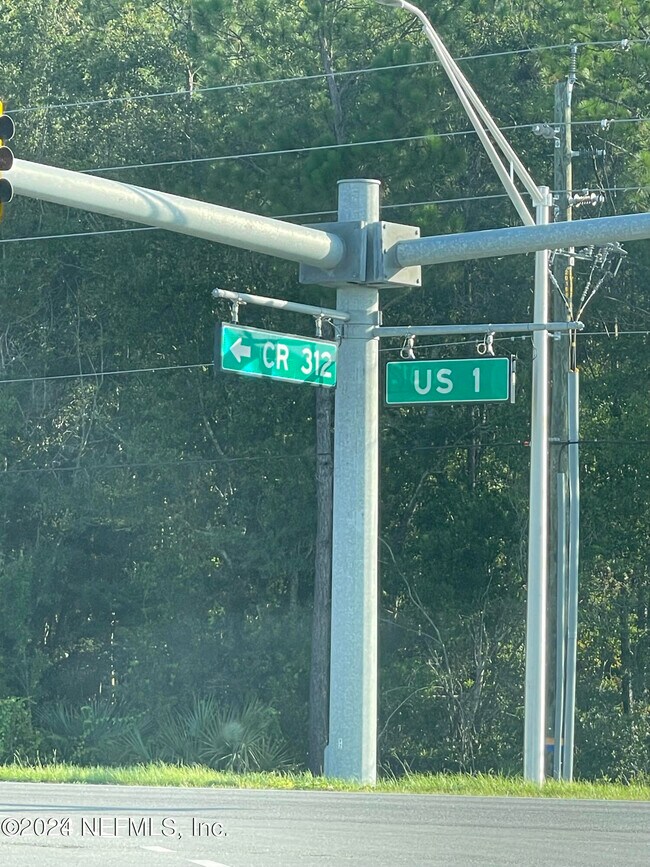 ← CR 312
US 1
©2024 NEFMLS, Inc.